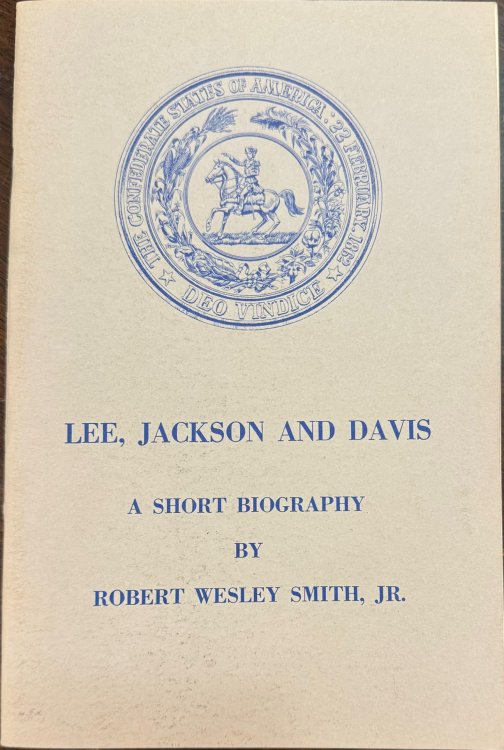 THE CONFEDERATE STATES OF AMERICA : 22 FEBRUARY 1862
DEO VINDICE
LEE, JACKSON AND DAVIS
A SHORT BIOGRAPHY
BY
ROBERT WESLEY SMITH, JR.